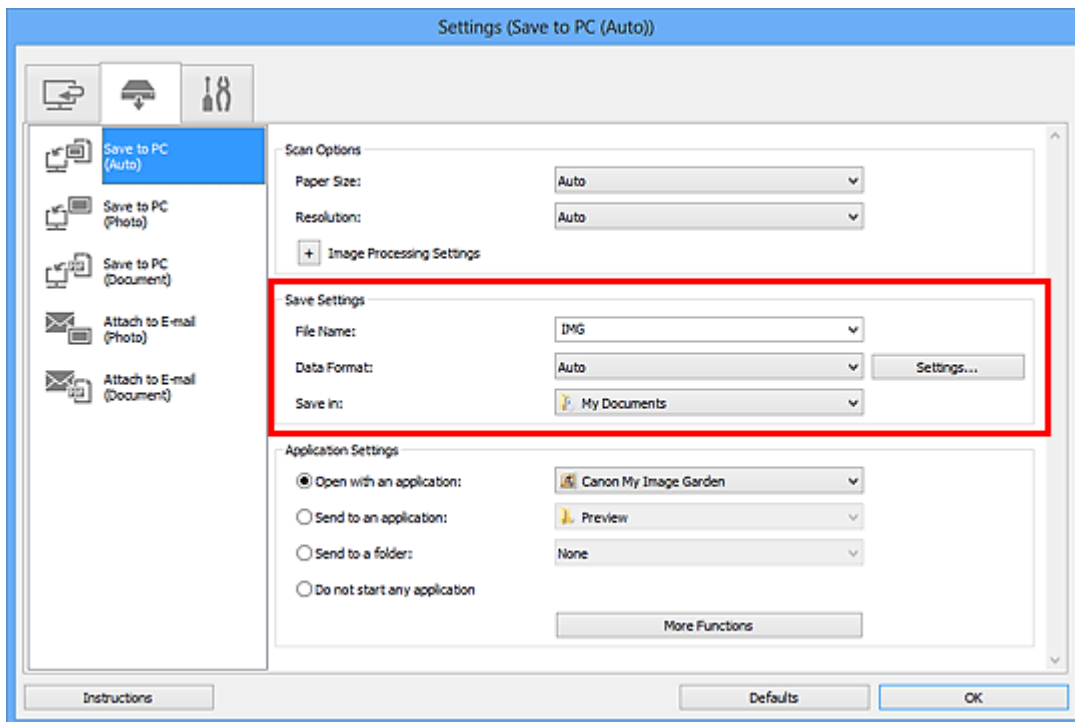 Settings (Save to PC (Auto))
Save to PC
(Auto)
Save to PC
(Photo)
Save to PC
(Document)
Attach to E-mail
(Photo)
Attach to E-mail
(Document)
Scan Options
Paper Size: Auto
Resolution: Auto
+ Image Processing Settings
Save Settings
File Name: IMG
Data Format: Auto Settings...
Save in: My Documents
Application Settings
Open with an application: Canon My Image Garden
Send to an application: Preview
Send to a folder: None
Do not start any application
More Functions
Instructions Defaults OK